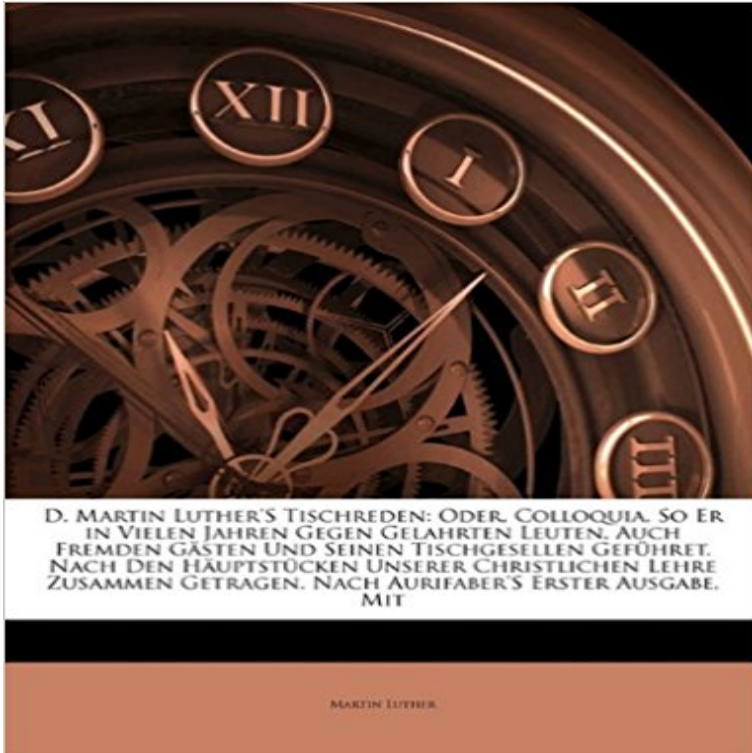 XI
XII
I
II
III
D. Martin Luther'S Tischreden: Oder. Colloquia. So Er
in Vielen Jahren Gegen Gelahrten Leuten, Auch
Fremden Gästen Und Seinen Tischgesellen Geführet.
Nach Den Häuptstücken Unserer Christlichen Lehre
Zusammen Getragen. Nach Aurifaber'S Erster Ausgabe.
Mit
Martin Luther